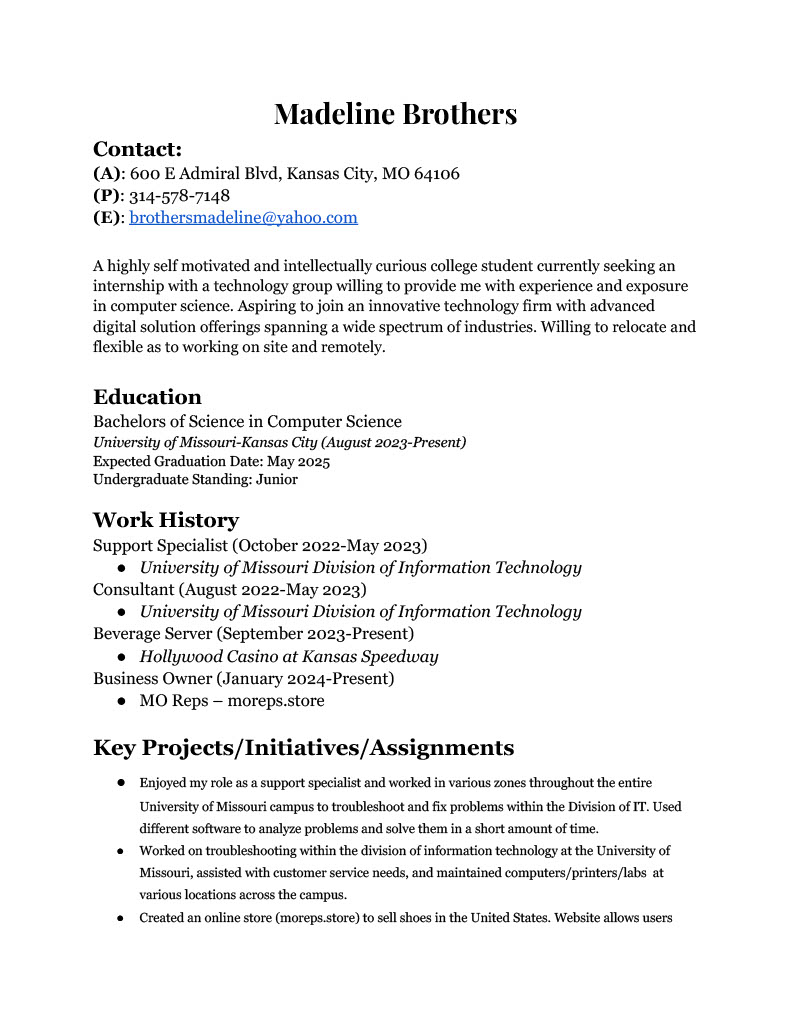 Madeline Brothers
Contact:
(A): 600 E Admiral Blvd, Kansas City, MO 64106
(P): 314-578-7148
(E): brothersmadeline@yahoo.com
A highly self motivated and intellectually curious college student currently seeking an
internship with a technology group willing to provide me with experience and exposure
in computer science. Aspiring to join an innovative technology firm with advanced
digital solution offerings spanning a wide spectrum of industries. Willing to relocate and
flexible as to working on site and remotely.
Education
Bachelors of Science in Computer Science
University of Missouri-Kansas City (August 2023-Present)
Expected Graduation Date: May 2025
Undergraduate Standing: Junior
Work History
Support Specialist (October 2022-May 2023)
● University of Missouri Division of Information Technology
Consultant (August 2022-May 2023)
● University of Missouri Division of Information Technology
Beverage Server (September 2023-Present)
● Hollywood Casino at Kansas Speedway
Business Owner (January 2024-Present)
● MO Reps – moreps.store
Key Projects/Initiatives/Assignments
● Enjoyed my role as a support specialist and worked in various zones throughout the entire
University of Missouri campus to troubleshoot and fix problems within the Division of IT. Used
different software to analyze problems and solve them in a short amount of time.
● Worked on troubleshooting within the division of information technology at the University of
Missouri, assisted with customer service needs, and maintained computers/printers/labs at
various locations across the campus.
● Created an online store (moreps.store) to sell shoes in the United States. Website allows users